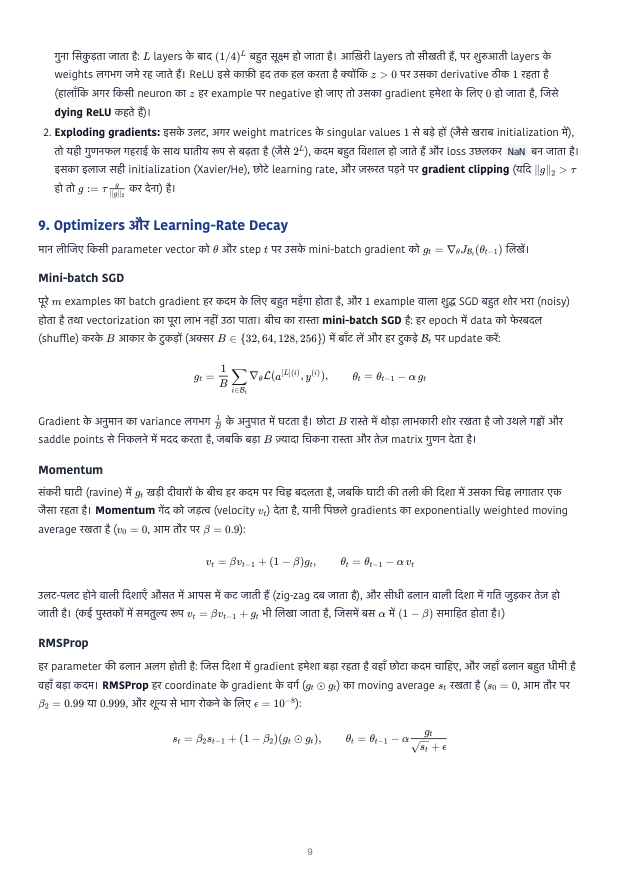 गुना सिकुड़ता जाता है: L layers के बाद (1/4)^L बहुत सूक्ष्म हो जाता है। आख़िरी layers तो सीखती हैं, पर शुरुआती layers के
weights लगभग जमे रह जाते हैं। ReLU इसे काफ़ी हद तक हल करता है क्योंकि z > 0 पर उसका derivative ठीक 1 रहता है
(हालाँकि अगर किसी neuron का z हर example पर negative हो जाए तो उसका gradient हमेशा के लिए 0 हो जाता है, जिसे
dying ReLU कहते हैं)।
2. Exploding gradients: इसके उलट, अगर weight matrices के singular values 1 से बड़े हों (जैसे खराब initialization में),
तो यही गुणनफल गहराई के साथ घातीय रूप से बढ़ता है (जैसे 2^L), कदम बहुत विशाल हो जाते हैं और loss उछलकर NaN बन जाता है।
इसका इलाज सही initialization (Xavier/He), छोटे learning rate, और ज़रूरत पड़ने पर gradient clipping (यदि ||g||_2 > τ
हो तो g := τ g/||g||_2 कर देना) है।
9. Optimizers और Learning-Rate Decay
मान लीजिए किसी parameter vector को θ और step t पर उसके mini-batch gradient को g_t = ∇_θ J_{B_t}(θ_{t−1}) लिखें।
Mini-batch SGD
पूरे m examples का batch gradient हर कदम के लिए बहुत महँगा होता है, और 1 example वाला शुद्ध SGD बहुत शोर भरा (noisy)
होता है तथा vectorization का पूरा लाभ नहीं उठा पाता। बीच का रास्ता mini-batch SGD है: हर epoch में data को फेरबदल
(shuffle) करके B आकार के टुकड़ों (अक्सर B ∈ {32, 64, 128, 256}) में बाँट लें और हर टुकड़े B_t पर update करें:
g_t = 1/B ∑_{i∈B_t} ∇_θ L(a^{[L](i)}, y^{(i)}), θ_t = θ_{t−1} − α g_t
Gradient के अनुमान का variance लगभग 1/B के अनुपात में घटता है। छोटा B रास्ते में थोड़ा लाभकारी शोर रखता है जो उथले गड्ढों और
saddle points से निकलने में मदद करता है, जबकि बड़ा B ज़्यादा चिकना रास्ता और तेज़ matrix गुणन देता है।
Momentum
संकरी घाटी (ravine) में g_t खड़ी दीवारों के बीच हर कदम पर चिह्न बदलता है, जबकि घाटी की तली की दिशा में उसका चिह्न लगातार एक
जैसा रहता है। Momentum गेंद को जड़त्व (velocity v_t) देता है, यानी पिछले gradients का exponentially weighted moving
average रखता है (v_0 = 0, आम तौर पर β = 0.9):
v_t = βv_{t−1} + (1 − β)g_t, θ_t = θ_{t−1} − α v_t
उलट-पलट होने वाली दिशाएँ औसत में आपस में कट जाती हैं (zig-zag दब जाता है), और सीधी ढलान वाली दिशा में गति जुड़कर तेज़ हो
जाती है। (कई पुस्तकों में समतुल्य रूप v_t = βv_{t−1} + g_t भी लिखा जाता है, जिसमें बस α में (1 − β) समाहित होता है।)
RMSProp
हर parameter की ढलान अलग होती है: जिस दिशा में gradient हमेशा बड़ा रहता है वहाँ छोटा कदम चाहिए, और जहाँ ढलान बहुत धीमी है
वहाँ बड़ा कदम। RMSProp हर coordinate के gradient के वर्ग (g_t ⊙ g_t) का moving average s_t रखता है (s_0 = 0, आम तौर पर
β_2 = 0.99 या 0.999, और शून्य से भाग रोकने के लिए ϵ = 10^{−8}):
s_t = β_2 s_{t−1} + (1 − β_2)(g_t ⊙ g_t), θ_t = θ_{t−1} − α g_t/(√s_t + ϵ)
9